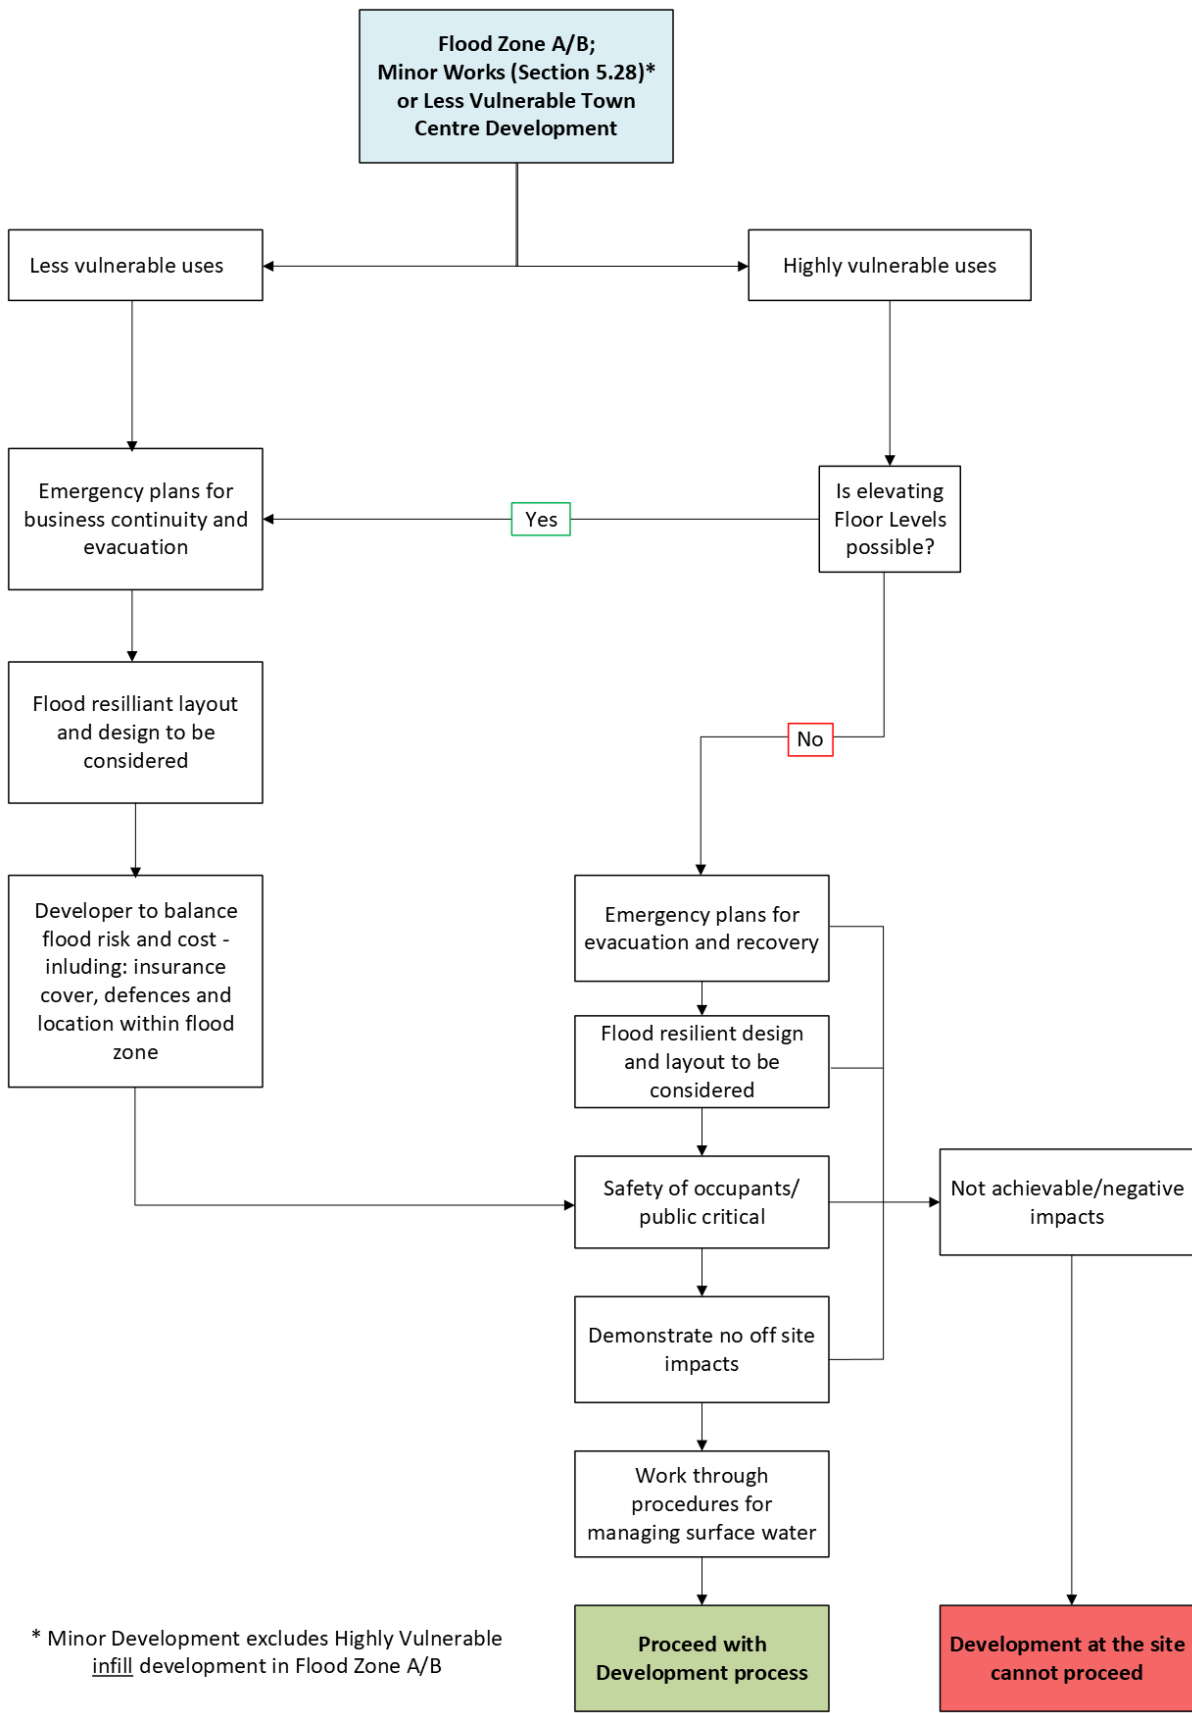 Flood Zone A/B;
Minor Works (Section 5.28)*
or Less Vulnerable Town
Centre Development
Less vulnerable uses
Highly vulnerable uses
Emergency plans for
business continuity and
evacuation
Yes
Is elevating
Floor Levels
possible?
Flood resilliant layout
and design to be
considered
No
Developer to balance
flood risk and cost -
inluding: insurance
cover, defences and
location within flood
zone
Emergency plans for
evacuation and recovery
Flood resilient design
and layout to be
considered
Safety of occupants/
public critical
Not achievable/negative
impacts
Demonstrate no off site
impacts
Work through
procedures for
managing surface water
* Minor Development excludes Highly Vulnerable
infill development in Flood Zone A/B
Proceed with
Development process
Development at the site
cannot proceed